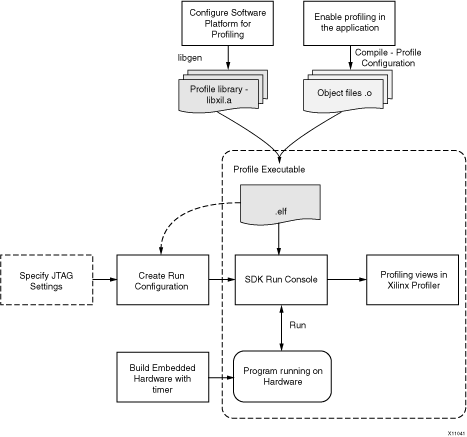 Configure Software
Platform for
Profiling
Enable profiling in
the application
libgen
Compile - Profile
Configuration
Profile library -
libxil.a
Object files .o
Profile Executable
.elf
Specify JTAG
Settings
Create Run
Configuration
SDK Run Console
Profiling views in
Xilinx Profiler
Run
Build Embedded
Hardware with
timer
Program running on
Hardware
X11041